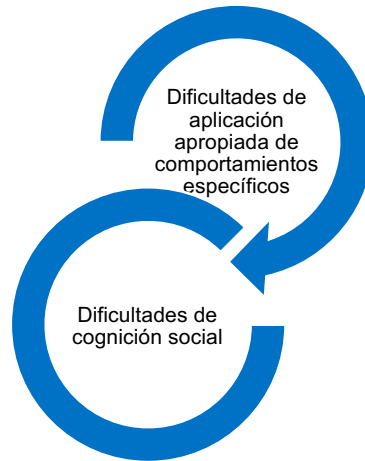 Dificultades de
aplicación
apropiada de
comportamientos
específicos
Dificultades de
cognición social